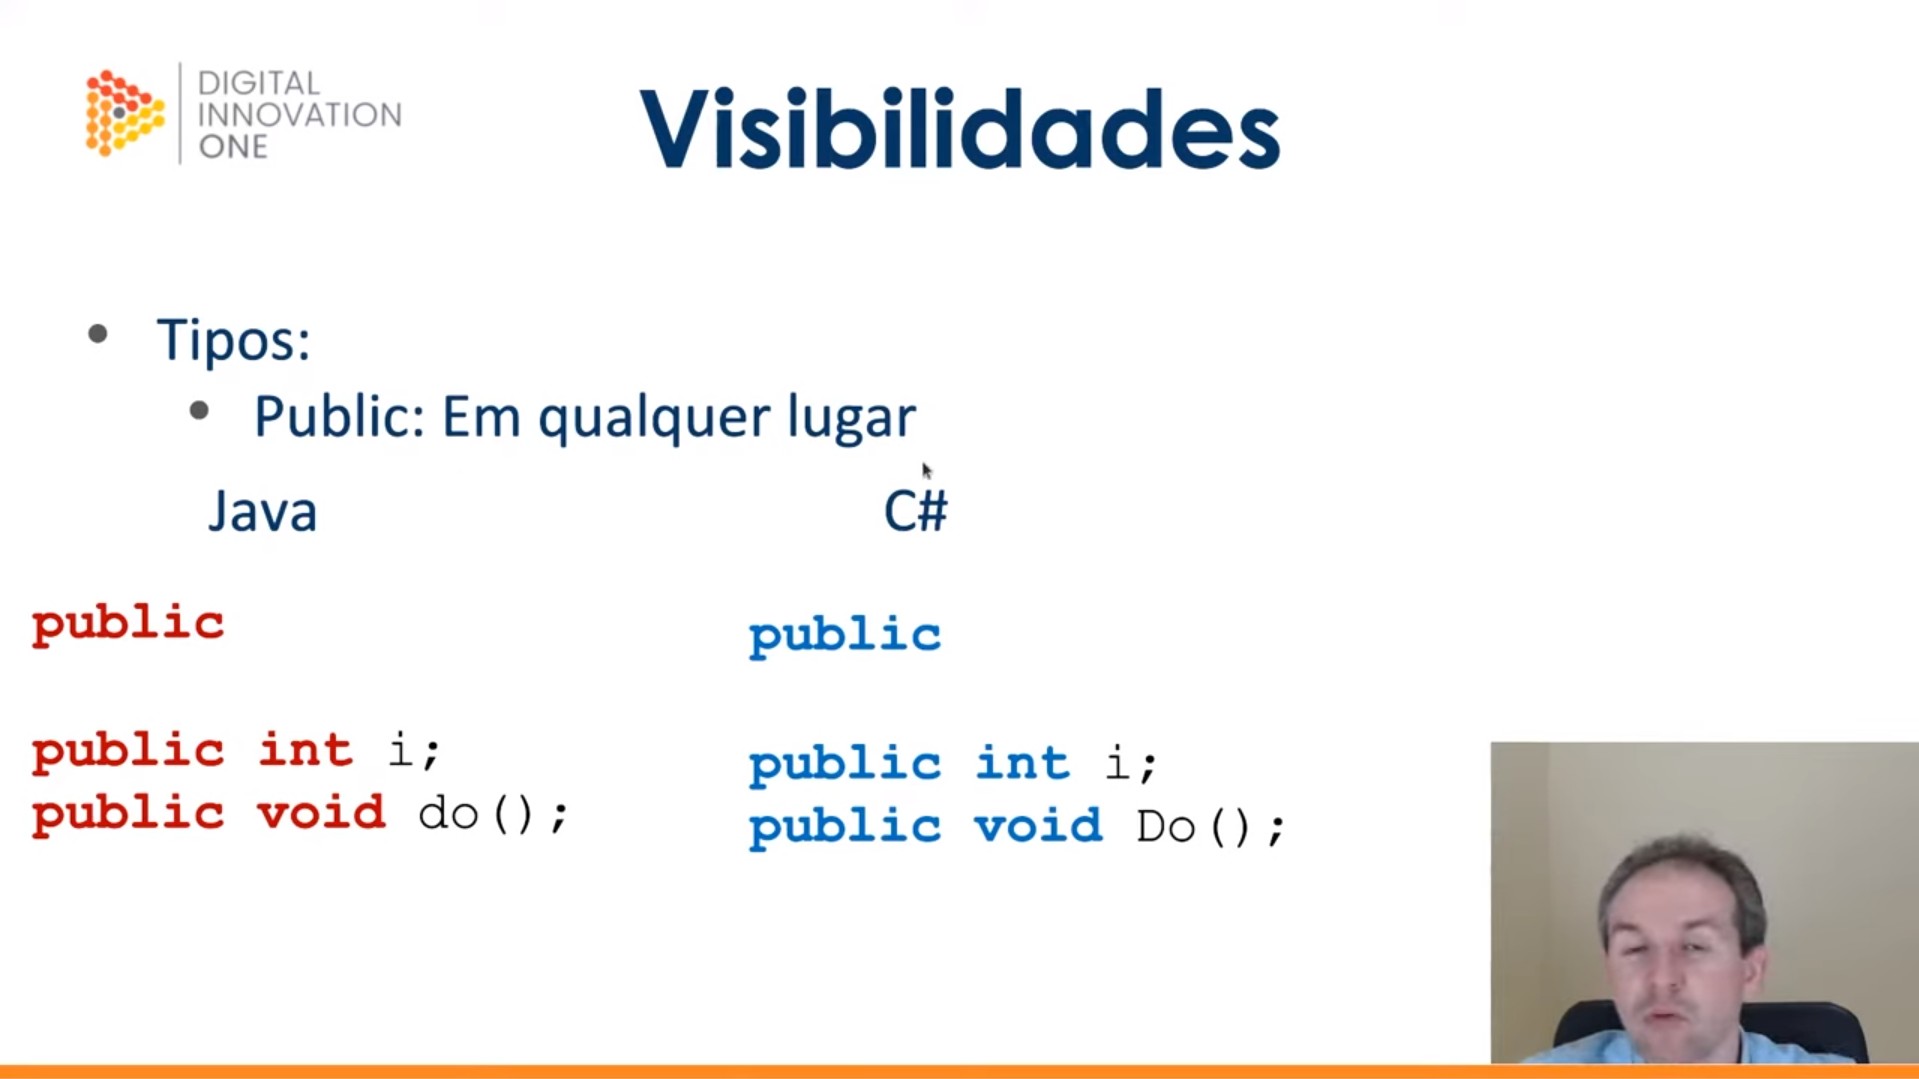 DIGITAL
INNOVATION
ONE
Visibilidades
• Tipos:
• Public: Em qualquer lugar
Java
C#
public
public int i;
public void do();
public
public int i;
public void Do();